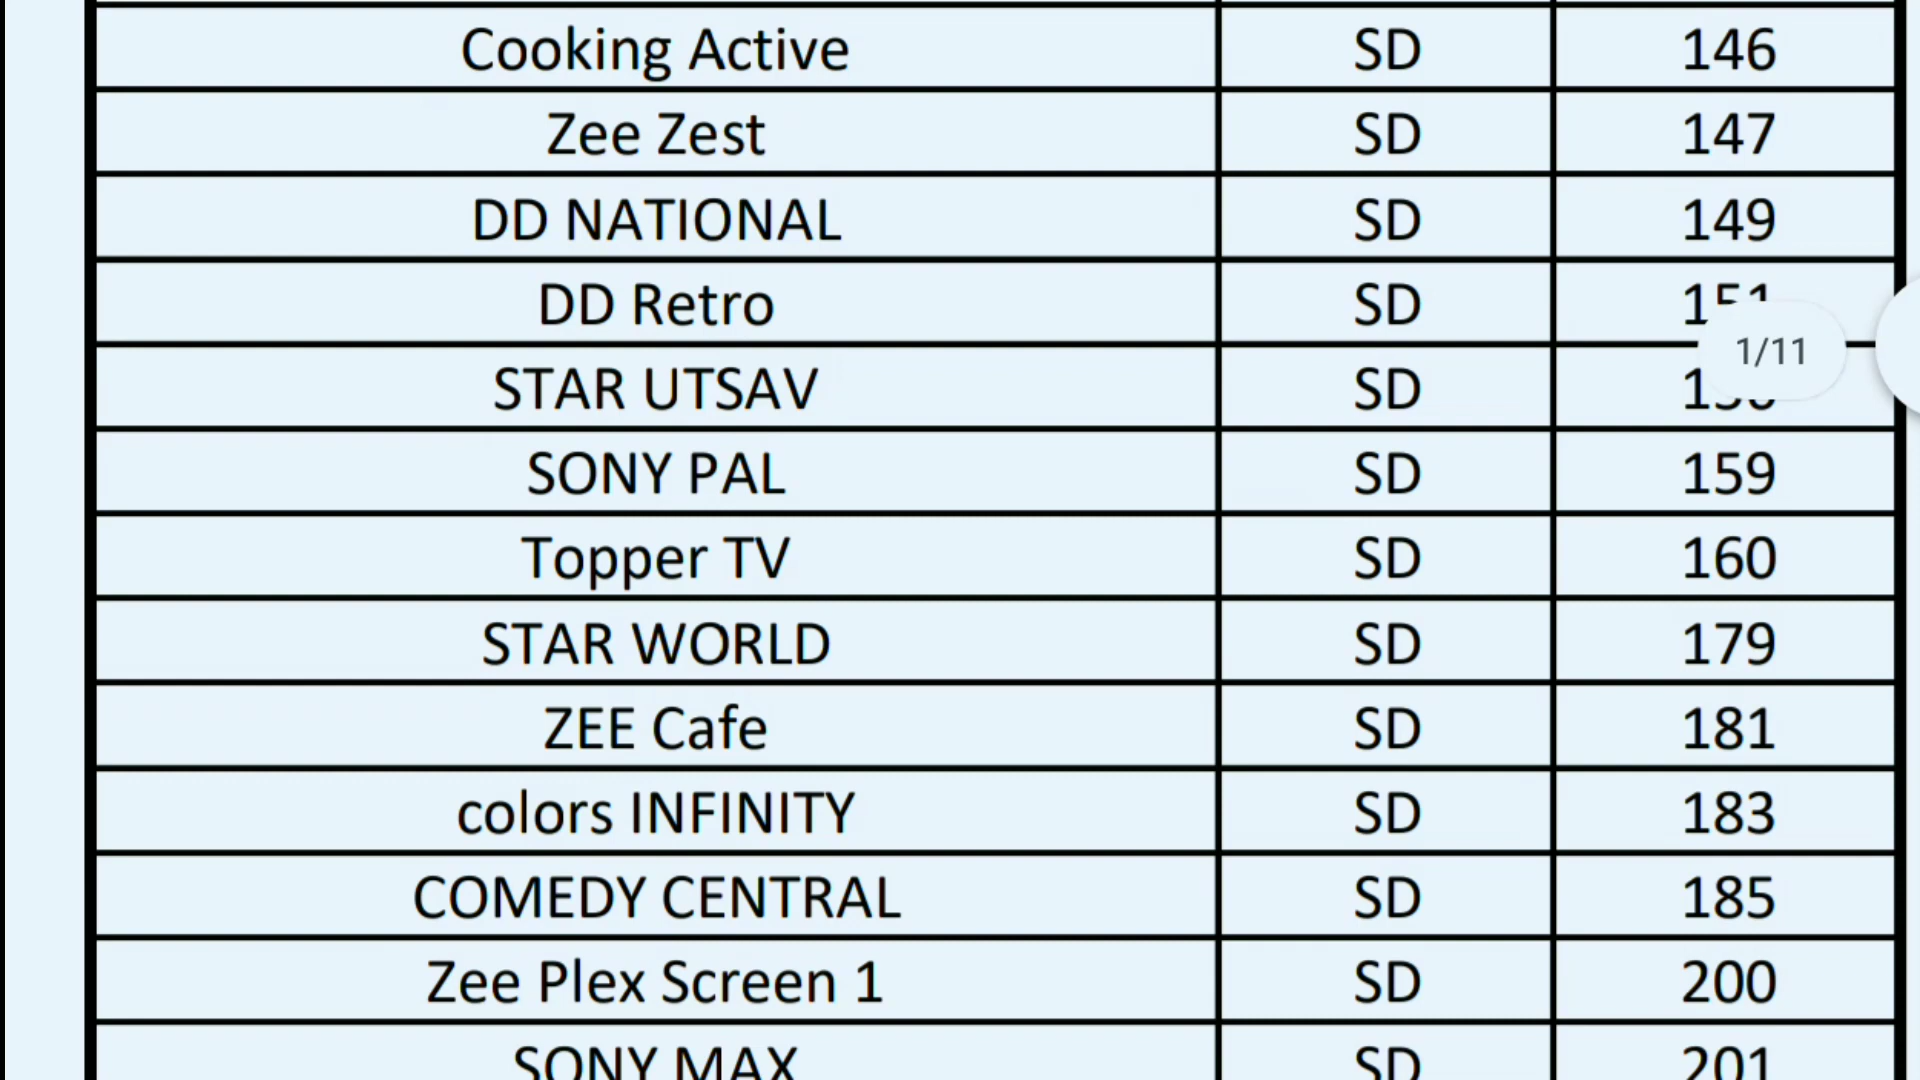 Cooking Active SD 146
Zee Zest SD 147
DD NATIONAL SD 149
DD Retro SD 151
1/11
STAR UTSAV SD
SONY PAL SD 159
Topper TV SD 160
STAR WORLD SD 179
ZEE Cafe SD 181
colors INFINITY SD 183
COMEDY CENTRAL SD 185
Zee Plex Screen 1 SD 200
SONY MAX SD 201